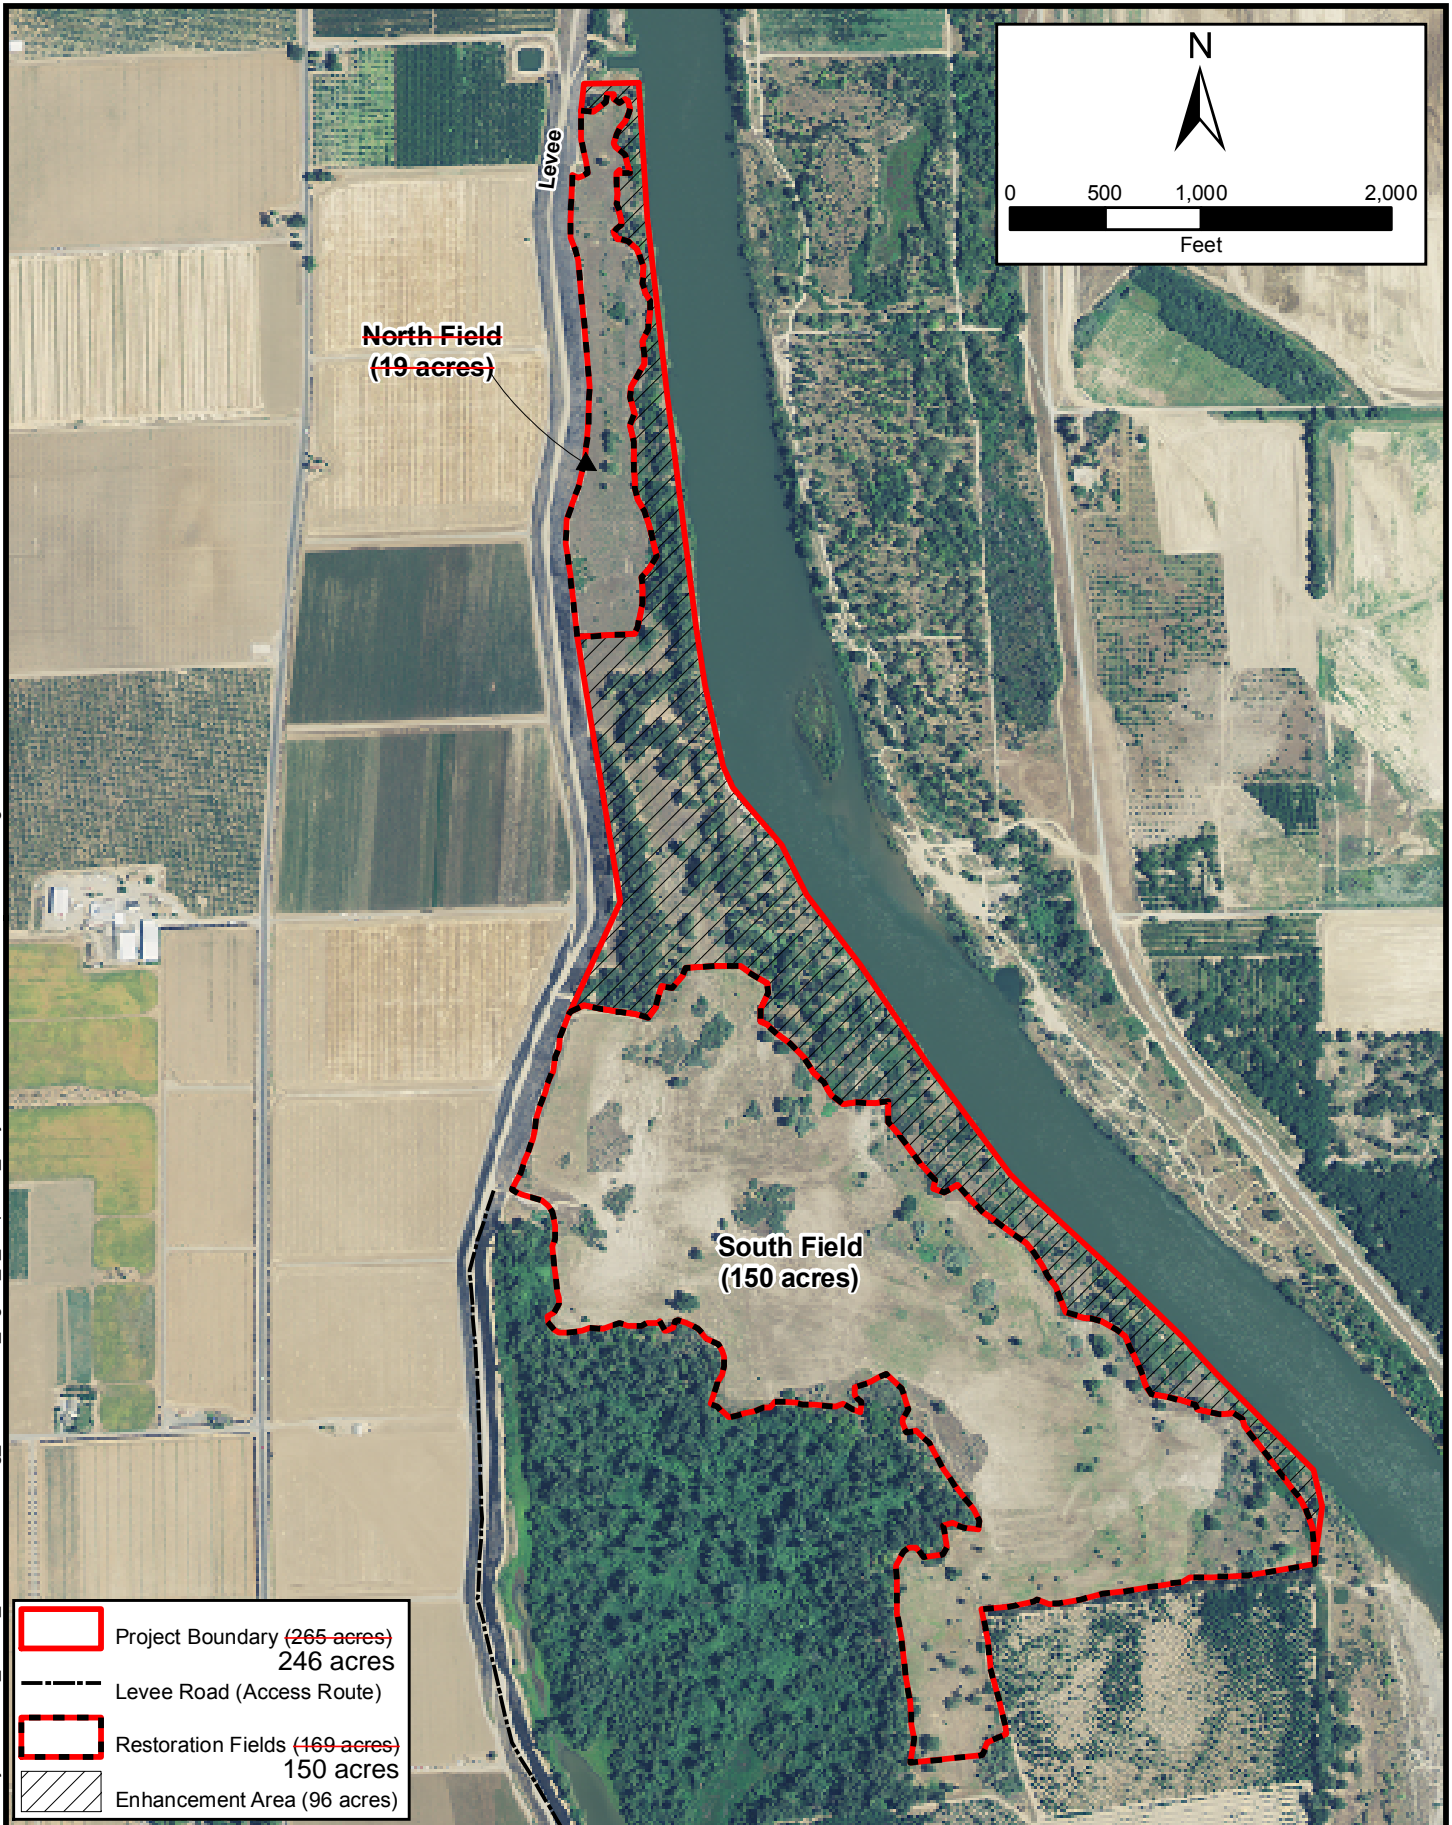 N
0 500 1,000 2,000
Feet
Levee
North Field
(19 acres)
South Field
(150 acres)
Project Boundary (265 acres)
246 acres
Levee Road (Access Route)
Restoration Fields (169 acres)
150 acres
Enhancement Area (96 acres)